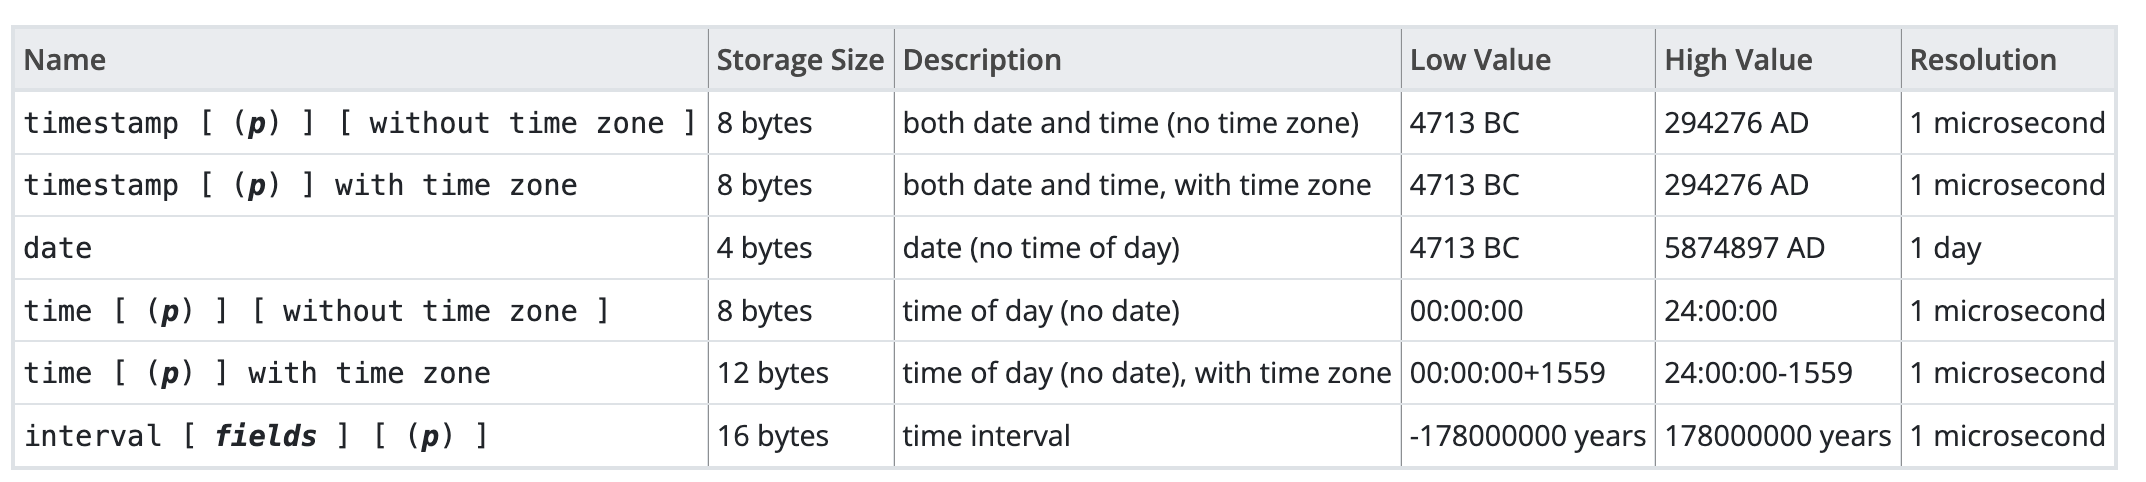 Name Storage Size Description Low Value High Value Resolution
timestamp [ (p) ] [ without time zone ] 8 bytes both date and time (no time zone) 4713 BC 294276 AD 1 microsecond
timestamp [ (p) ] with time zone 8 bytes both date and time, with time zone 4713 BC 294276 AD 1 microsecond
date 4 bytes date (no time of day) 4713 BC 5874897 AD 1 day
time [ (p) ] [ without time zone ] 8 bytes time of day (no date) 00:00:00 24:00:00 1 microsecond
time [ (p) ] with time zone 12 bytes time of day (no date), with time zone 00:00:00+1559 24:00:00-1559 1 microsecond
interval [ fields ] [ (p) ] 16 bytes time interval -178000000 years 178000000 years 1 microsecond